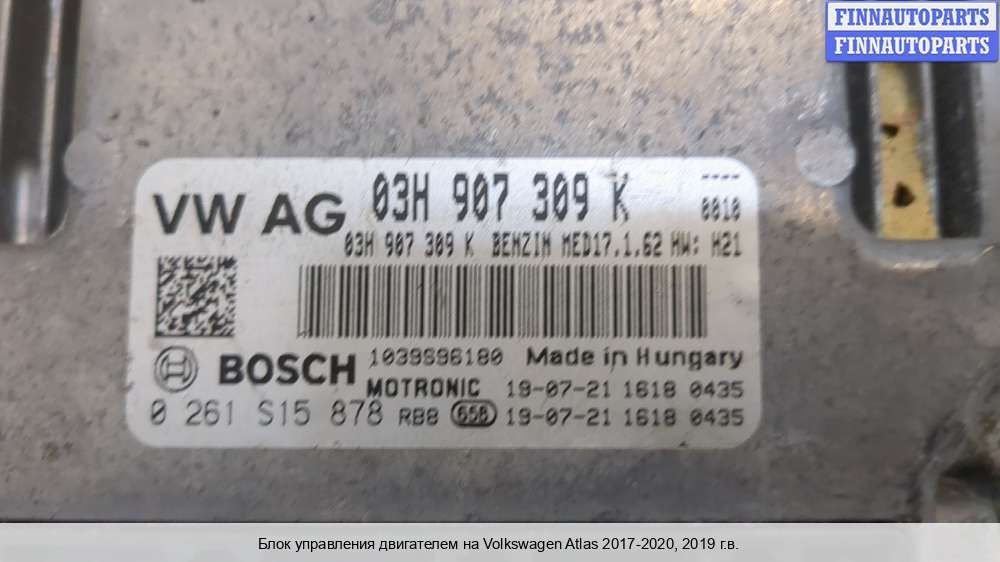 FINNAUTOPARTS
FINNAUTOPARTS
VW AG 03H 907 309 K ----
0010
03H 907 309 K BENZIN MED17.1.62 HW: H21
BOSCH 1039S96180 Made in Hungary
MOTRONIC 19-07-21 1618 0435
0 261 S15 878 RB8 658 19-07-21 1618 0435
Блок управления двигателем на Volkswagen Atlas 2017-2020, 2019 г.в.